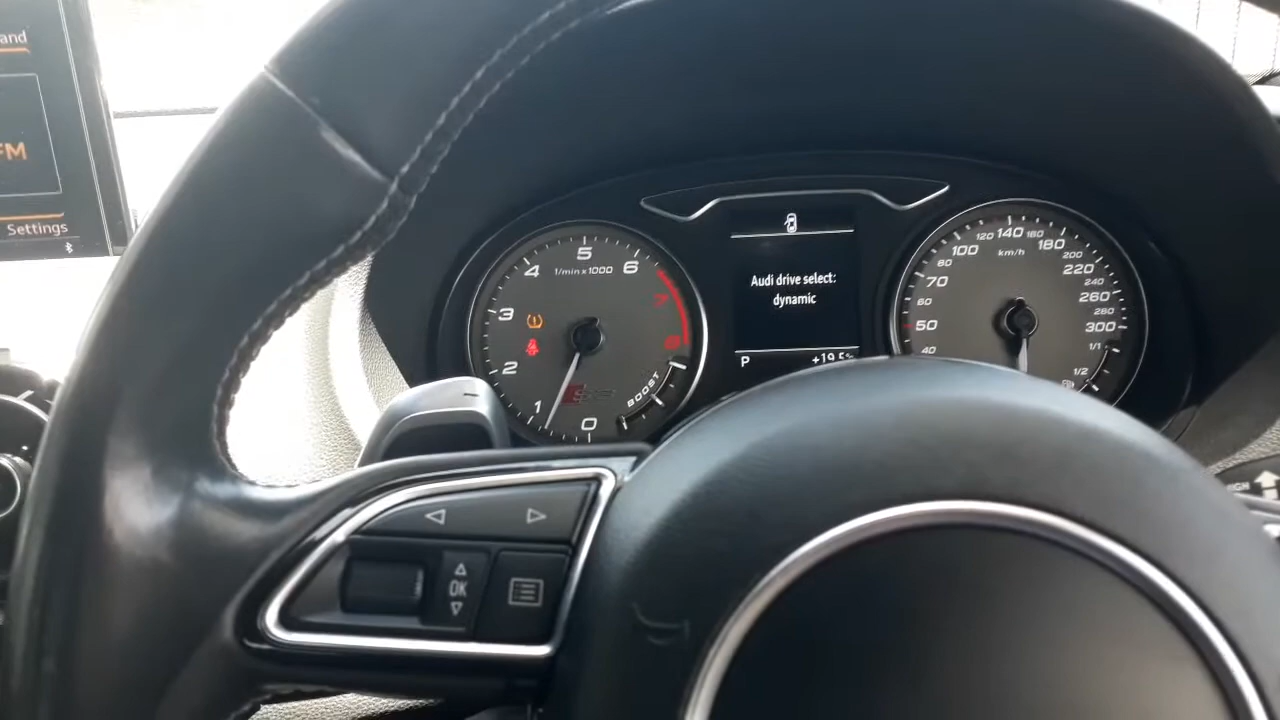 and
FM
Settings
5
4
6
1/min x 1000
3
7
8
2
1
0
BOOST
Audi drive select:
dynamic
P
+19.5°
120 140 160
100
180
km/h
80
200
70
220
240
60
260
280
50
300
40
1/1
1/2
OK